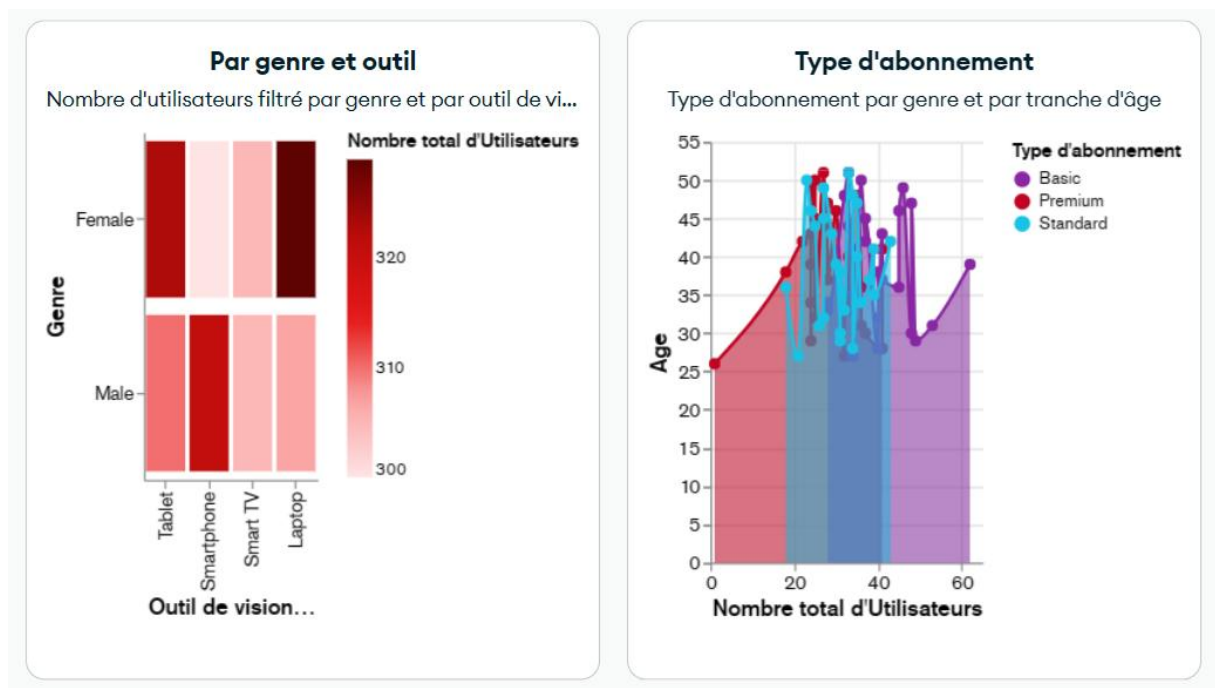 Par genre et outil
Nombre d'utilisateurs filtré par genre et par outil de vi...
Nombre total d'Utilisateurs
320
310
300
Genre
Female
Male
Tablet
Smartphone
Smart TV
Laptop
Outil de vision...
Type d'abonnement
Type d'abonnement par genre et par tranche d'âge
Age
55
50
45
40
35
30
25
20
15
10
5
0
0
20
40
60
Nombre total d'Utilisateurs
Type d'abonnement
Basic
Premium
Standard